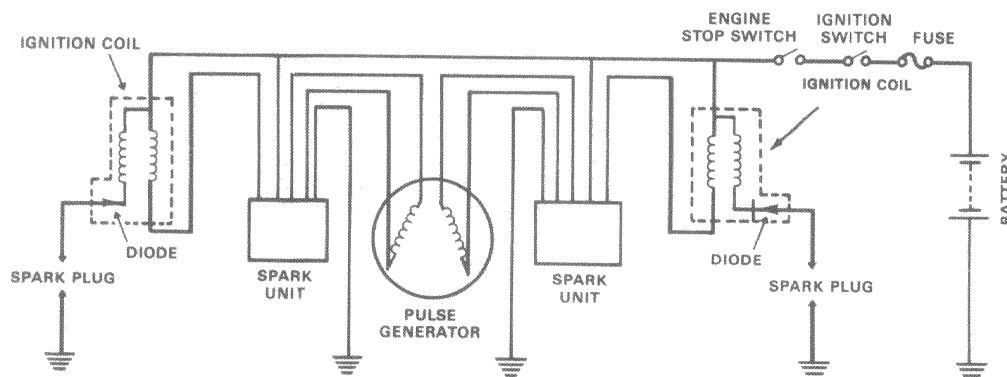 IGNITION COIL
ENGINE
STOP SWITCH
IGNITION
SWITCH
FUSE
IGNITION COIL
BATTERY
DIODE
SPARK PLUG
SPARK
UNIT
PULSE
GENERATOR
SPARK
UNIT
DIODE
SPARK PLUG